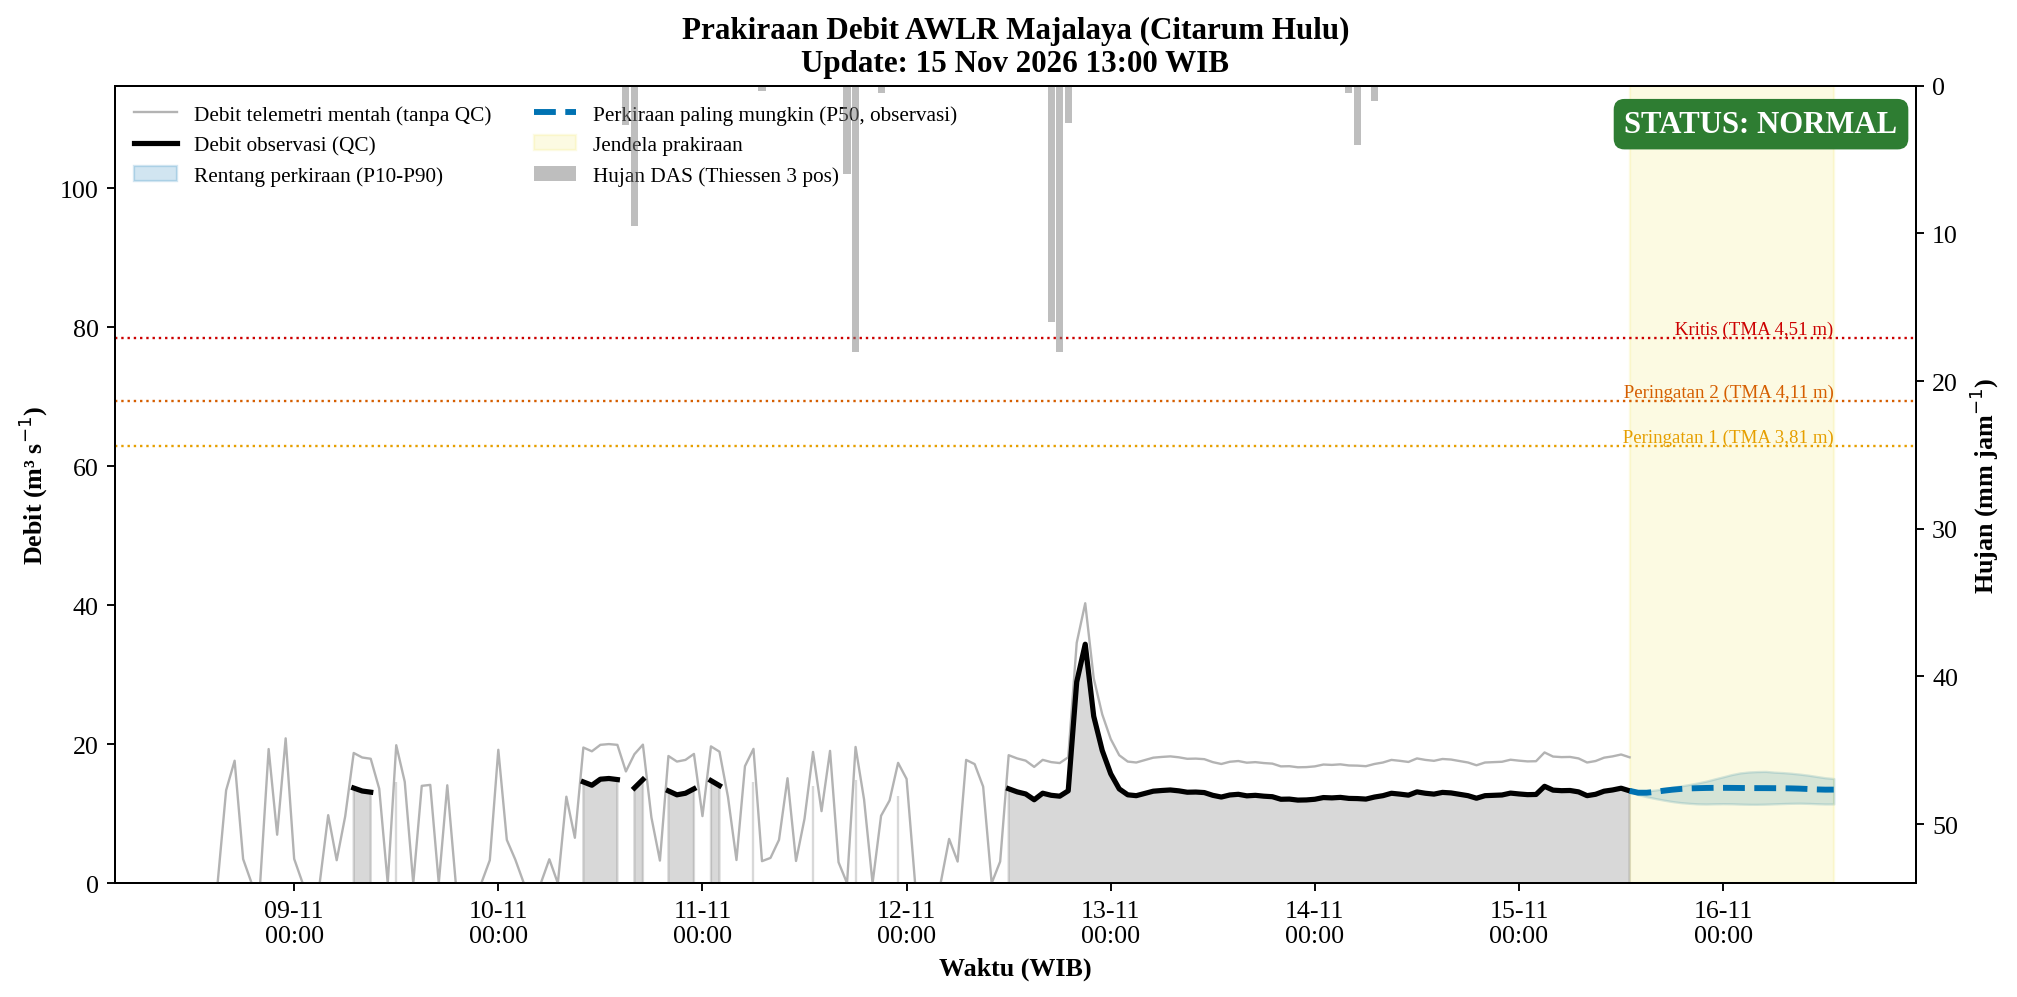 Prakiraan Debit AWLR Majalaya (Citarum Hulu)
Update: 15 Nov 2026 13:00 WIB
Debit telemetri mentah (tanpa QC)
Debit observasi (QC)
Rentang perkiraan (P10-P90)
Perkiraan paling mungkin (P50, observasi)
Jendela prakiraan
Hujan DAS (Thiessen 3 pos)
STATUS: NORMAL
Kritis (TMA 4,51 m)
Peringatan 2 (TMA 4,11 m)
Peringatan 1 (TMA 3,81 m)
Debit (m³ s⁻¹)
100
80
60
40
20
0
Hujan (mm jam⁻¹)
0
10
20
30
40
50
09-11
00:00
10-11
00:00
11-11
00:00
12-11
00:00
13-11
00:00
14-11
00:00
15-11
00:00
16-11
00:00
Waktu (WIB)